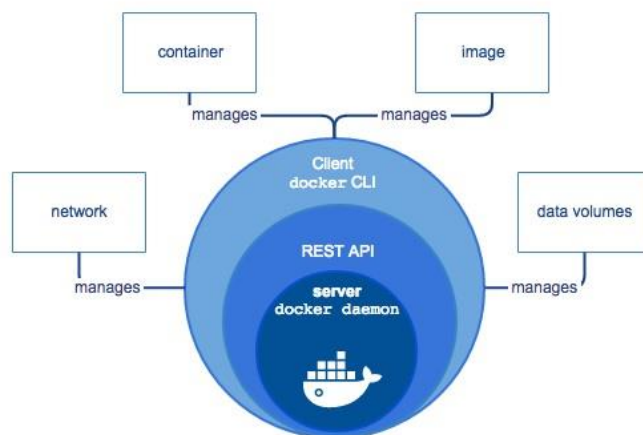 container
image
manages
manages
Client
docker CLI
network
data volumes
REST API
manages
manages
server
docker daemon